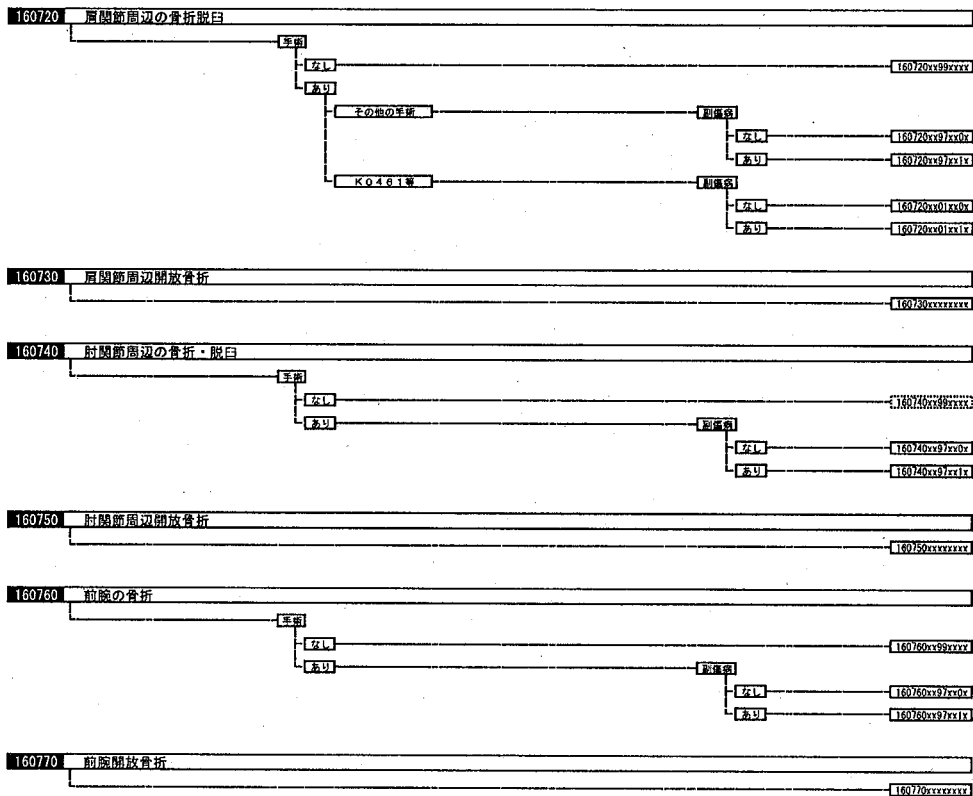 160720 肩関節周辺の骨折脱臼
手術
なし 160720xx99xxxx
あり
その他の手術 副傷病
なし 160720xx97xx0x
あり 160720xx97xx1x
K0461等 副傷病
なし 160720xx01xx0x
あり 160720xx01xx1x
160730 肩関節周辺開放骨折
160730xxxxxxxx
160740 肘関節周辺の骨折・脱臼
手術
なし 160740xx99xxxx
あり 副傷病
なし 160740xx97xx0x
あり 160740xx97xx1x
160750 肘関節周辺開放骨折
160750xxxxxxxx
160760 前腕の骨折
手術
なし 160760xx99xxxx
あり 副傷病
なし 160760xx97xx0x
あり 160760xx97xx1x
160770 前腕開放骨折
160770xxxxxxxx